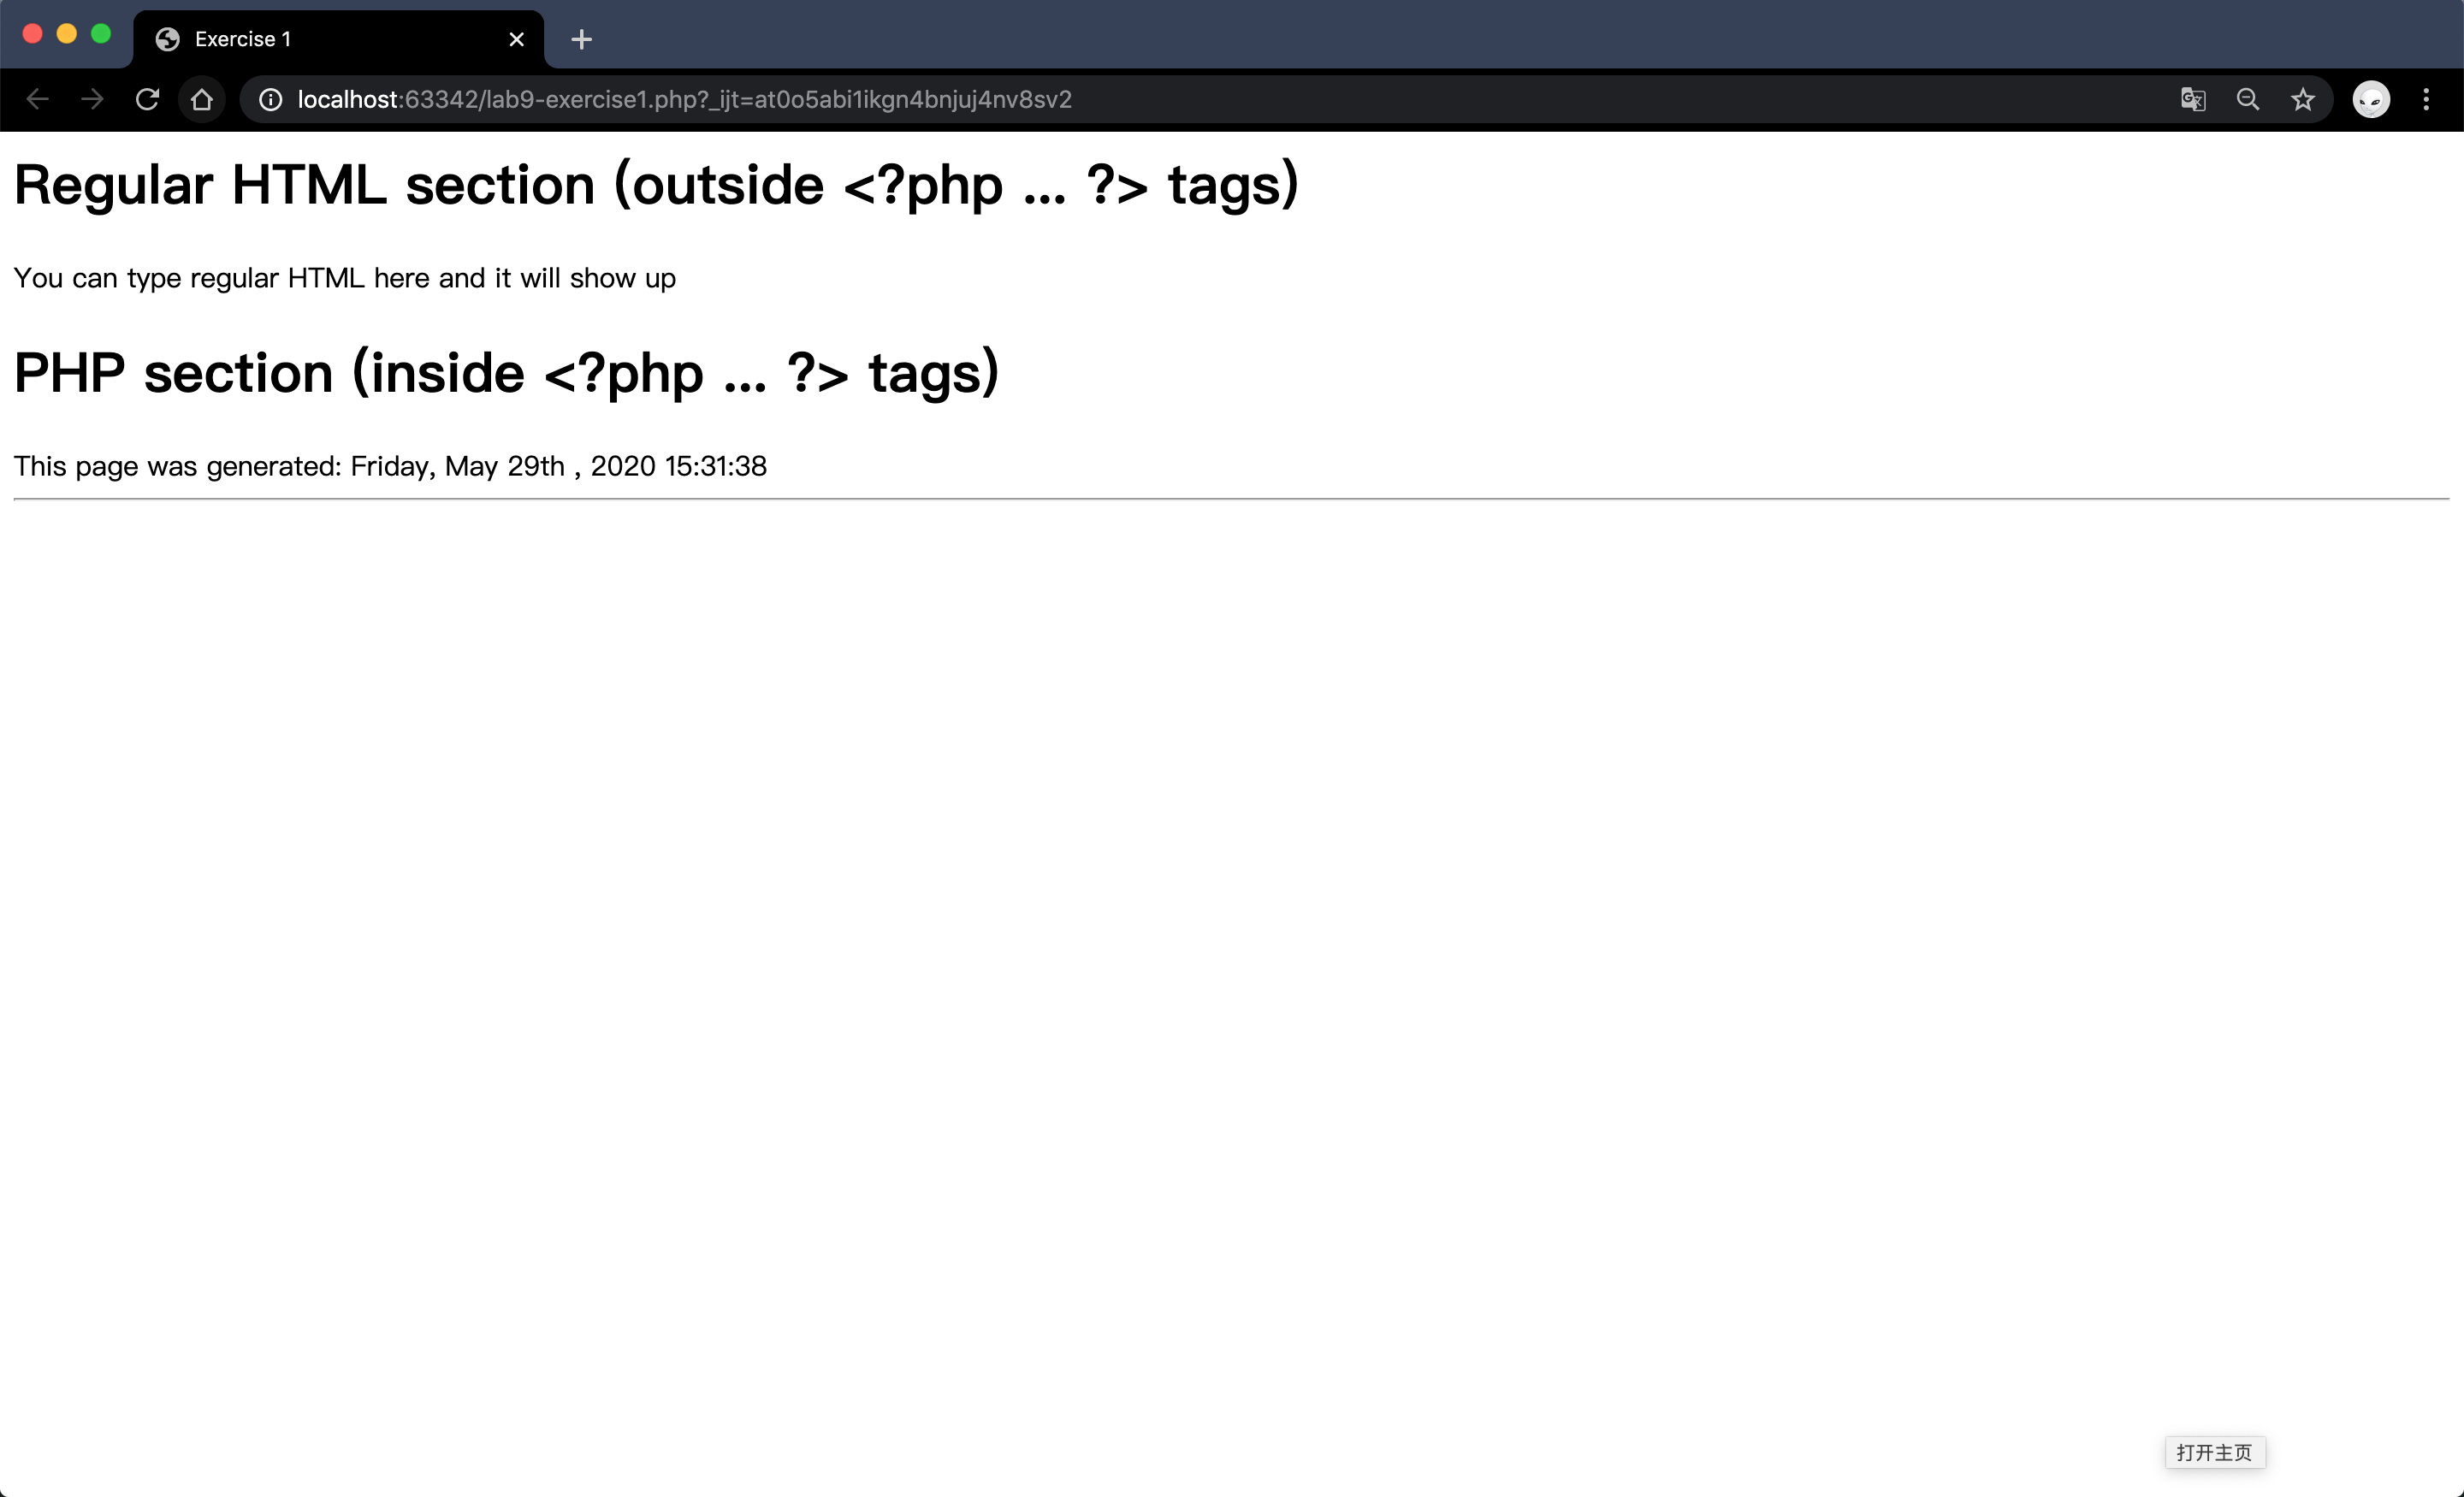 Exercise 1
localhost:63342/lab9-exercise1.php?_ijt=at0o5abi1ikgn4bnjuj4nv8sv2
Regular HTML section (outside <?php ... ?> tags)
You can type regular HTML here and it will show up
PHP section (inside <?php ... ?> tags)
This page was generated: Friday, May 29th , 2020 15:31:38
打开主页